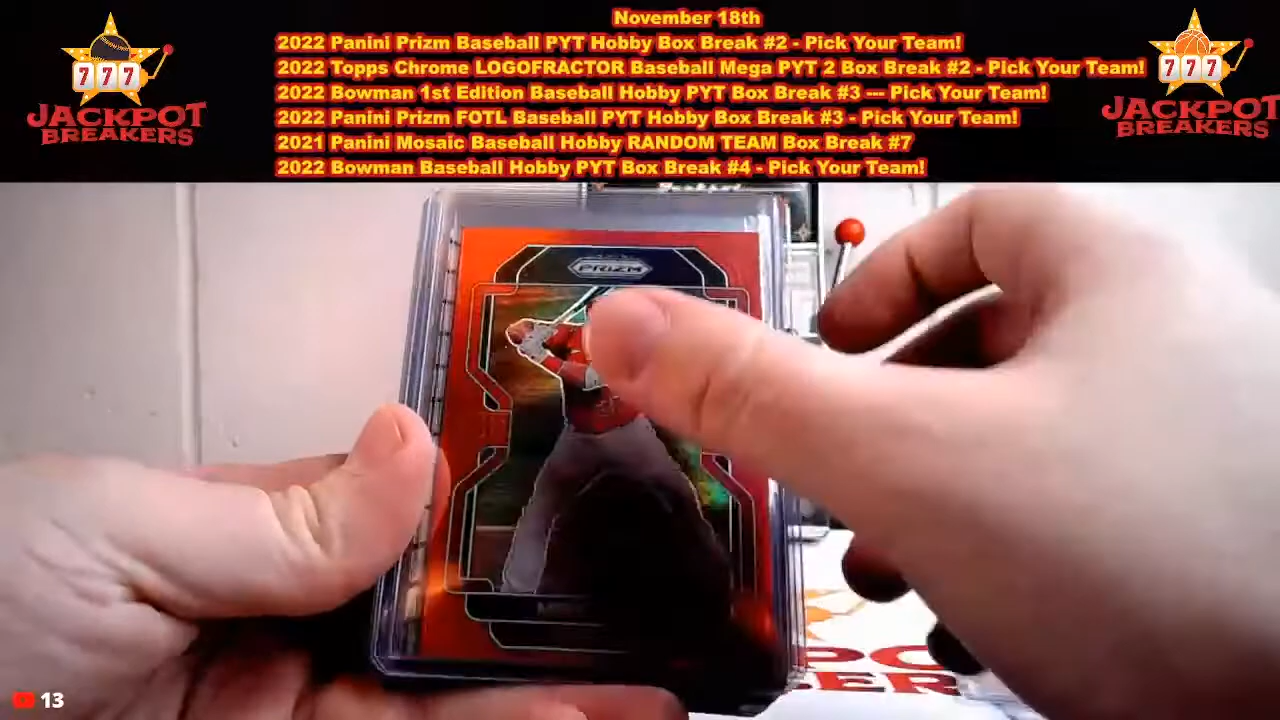 November 18th
2022 Panini Prizm Baseball PYT Hobby Box Break #2 - Pick Your Team!
2022 Topps Chrome LOGOFRACTOR Baseball Mega PYT 2 Box Break #2 - Pick Your Team!
2022 Bowman 1st Edition Baseball Hobby PYT Box Break #3 --- Pick Your Team!
2022 Panini Prizm FOTL Baseball PYT Hobby Box Break #3 - Pick Your Team!
2021 Panini Mosaic Baseball Hobby RANDOM TEAM Box Break #7
2022 Bowman Baseball Hobby PYT Box Break #4 - Pick Your Team!
777
JACKPOT
BREAKERS
777
JACKPOT
BREAKERS
PRIZM
13